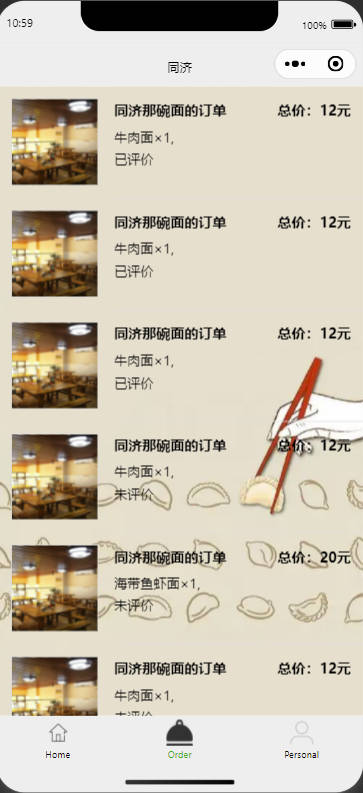 10:59
100%
同济
同济那碗面的订单 总价：12元
牛肉面×1,
已评价
同济那碗面的订单 总价：12元
牛肉面×1,
已评价
同济那碗面的订单 总价：12元
牛肉面×1,
已评价
同济那碗面的订单 总价：12元
牛肉面×1,
未评价
同济那碗面的订单 总价：20元
海带鱼虾面×1,
未评价
同济那碗面的订单 总价：12元
牛肉面×1,
Home
Order
Personal